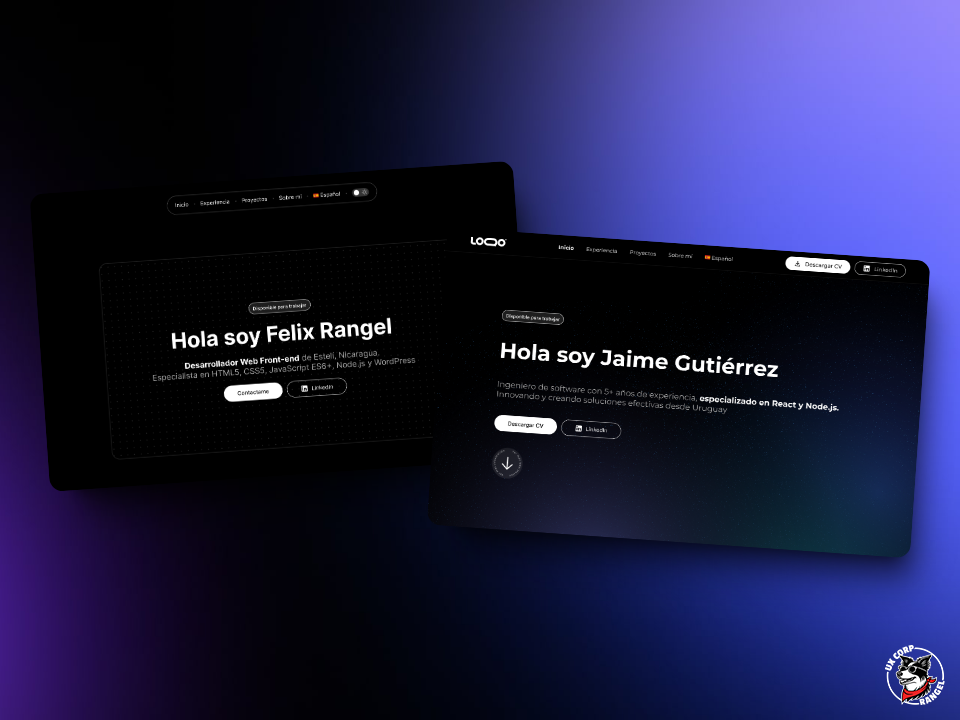 Inicio · Experiencia · Proyectos · Sobre mí · Español ·
Disponible para trabajar
Hola soy Felix Rangel
Desarrollador Web Front-end de Estelí, Nicaragua.
Especialista en HTML5, CSS5, JavaScript ES6+, Node.js y WordPress
Contactame
LinkedIn
LOGO
Inicio Experiencia Proyectos Sobre mí Español
Descargar CV
LinkedIn
Disponible para trabajar
Hola soy Jaime Gutiérrez
Ingeniero de software con 5+ años de experiencia, especializado en React y Node.js.
Innovando y creando soluciones efectivas desde Uruguay
Descargar CV
LinkedIn
UX CORP
RANGEL